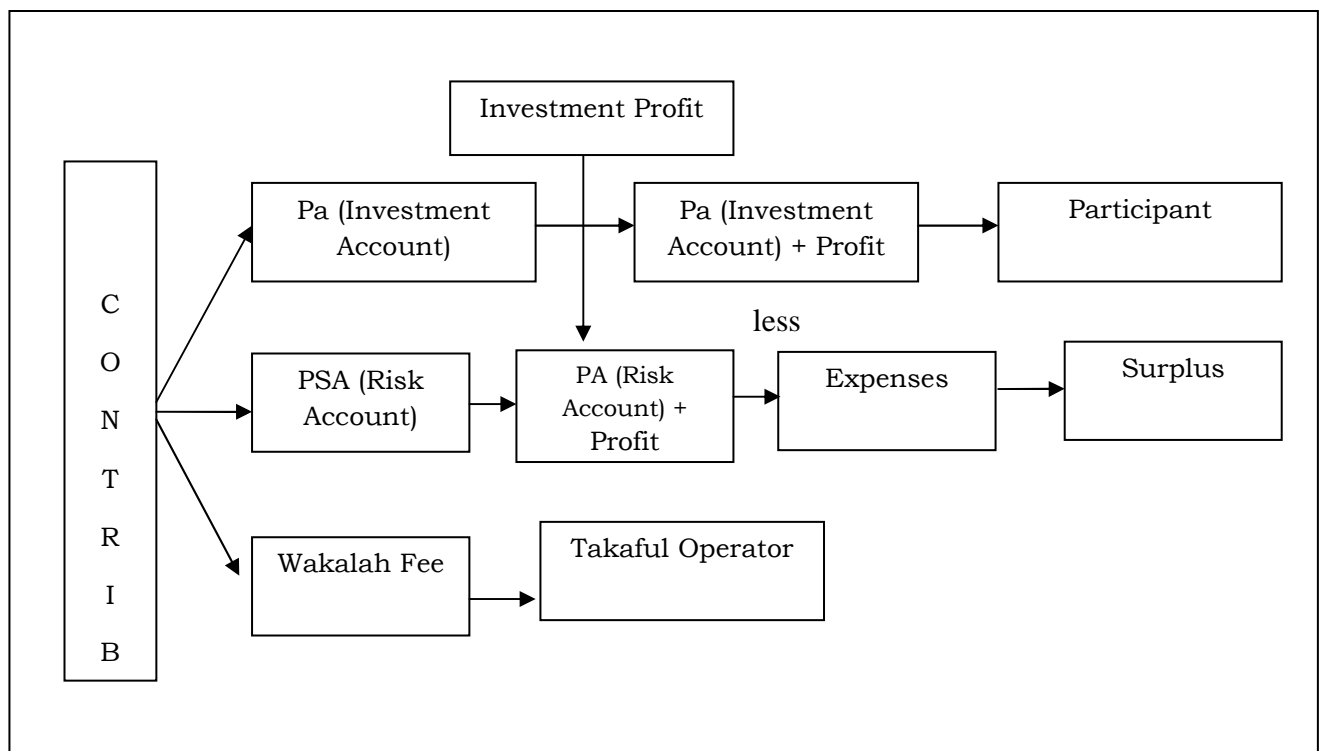 Investment Profit
Pa (Investment
Account)
Pa (Investment
Account) + Profit
Participant
less
C
O
N
T
R
I
B
PSA (Risk
Account)
PA (Risk
Account) +
Profit
Expenses
Surplus
Wakalah Fee
Takaful Operator